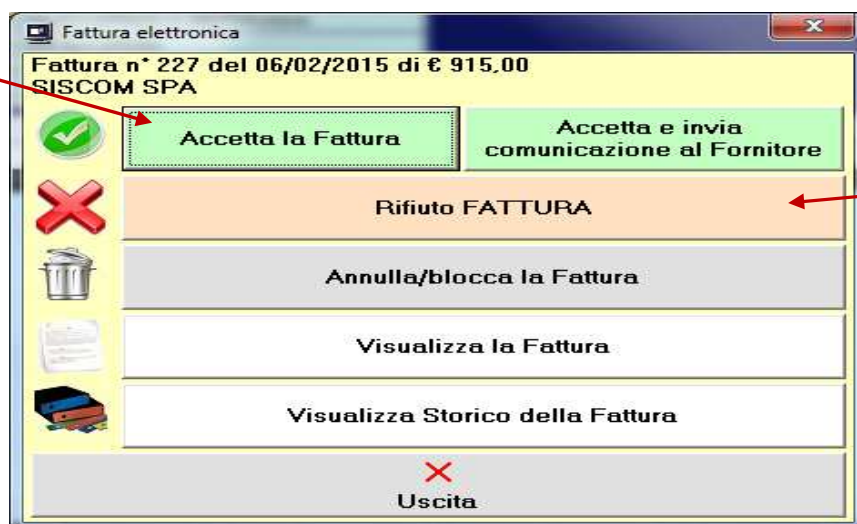 Fattura elettronica
Fattura n° 227 del 06/02/2015 di € 915,00
SISCOM SPA
Accetta la Fattura
Accetta e invia
comunicazione al Fornitore
Rifiuto FATTURA
Annulla/blocca la Fattura
Visualizza la Fattura
Visualizza Storico della Fattura
Uscita